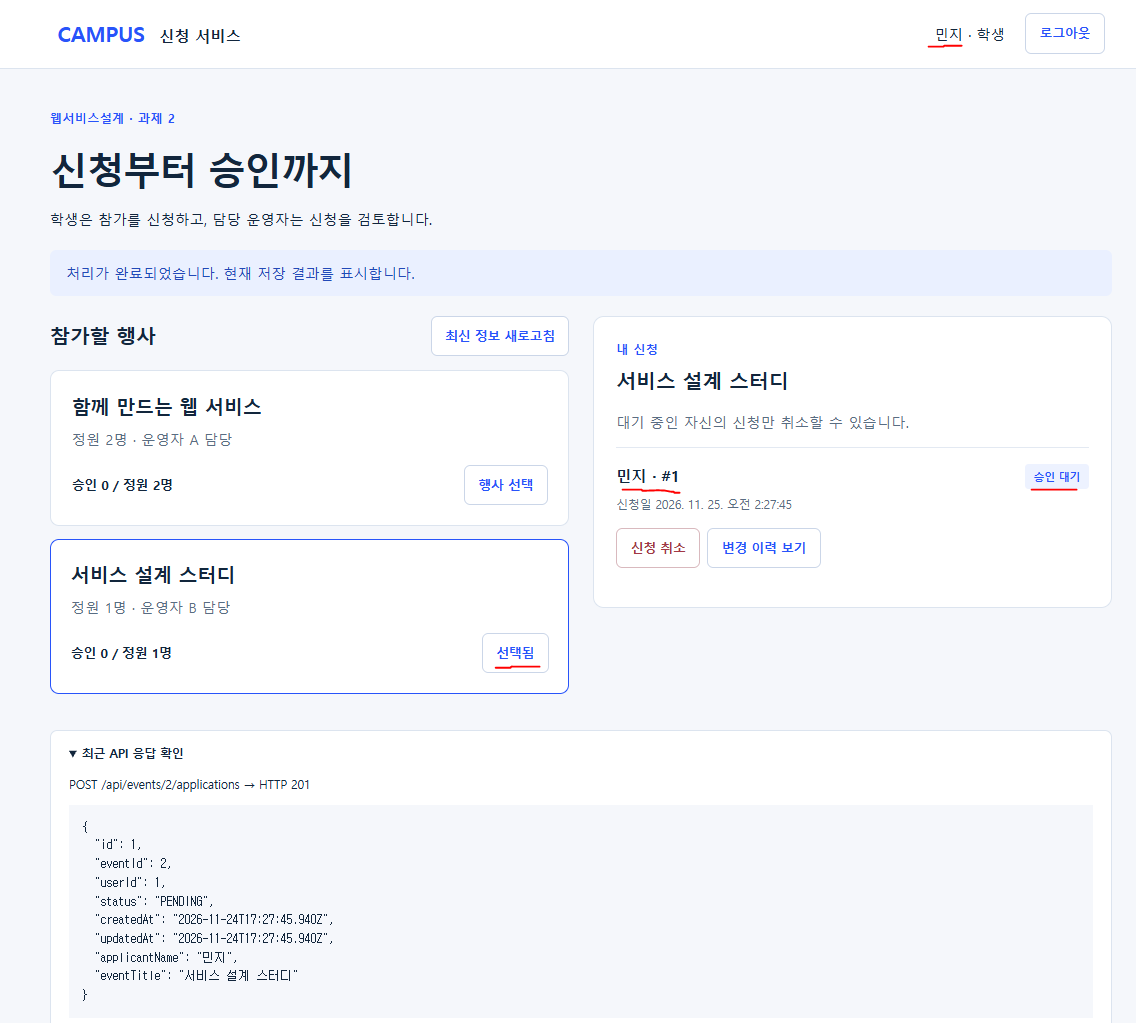 CAMPUS 신청 서비스
민지 · 학생
로그아웃
웹서비스설계 · 과제 2
신청부터 승인까지
학생은 참가를 신청하고, 담당 운영자는 신청을 검토합니다.
처리가 완료되었습니다. 현재 저장 결과를 표시합니다.
참가할 행사
최신 정보 새로고침
함께 만드는 웹 서비스
정원 2명 · 운영자 A 담당
승인 0 / 정원 2명
행사 선택
서비스 설계 스터디
정원 1명 · 운영자 B 담당
승인 0 / 정원 1명
선택됨
내 신청
서비스 설계 스터디
대기 중인 자신의 신청만 취소할 수 있습니다.
민지 · #1
승인 대기
신청일 2026. 11. 25. 오전 2:27:45
신청 취소
변경 이력 보기
▼ 최근 API 응답 확인
POST /api/events/2/applications → HTTP 201
{
"id": 1,
"eventId": 2,
"userId": 1,
"status": "PENDING",
"createdAt": "2026-11-24T17:27:45.940Z",
"updatedAt": "2026-11-24T17:27:45.940Z",
"applicantName": "민지",
"eventTitle": "서비스 설계 스터디"
}